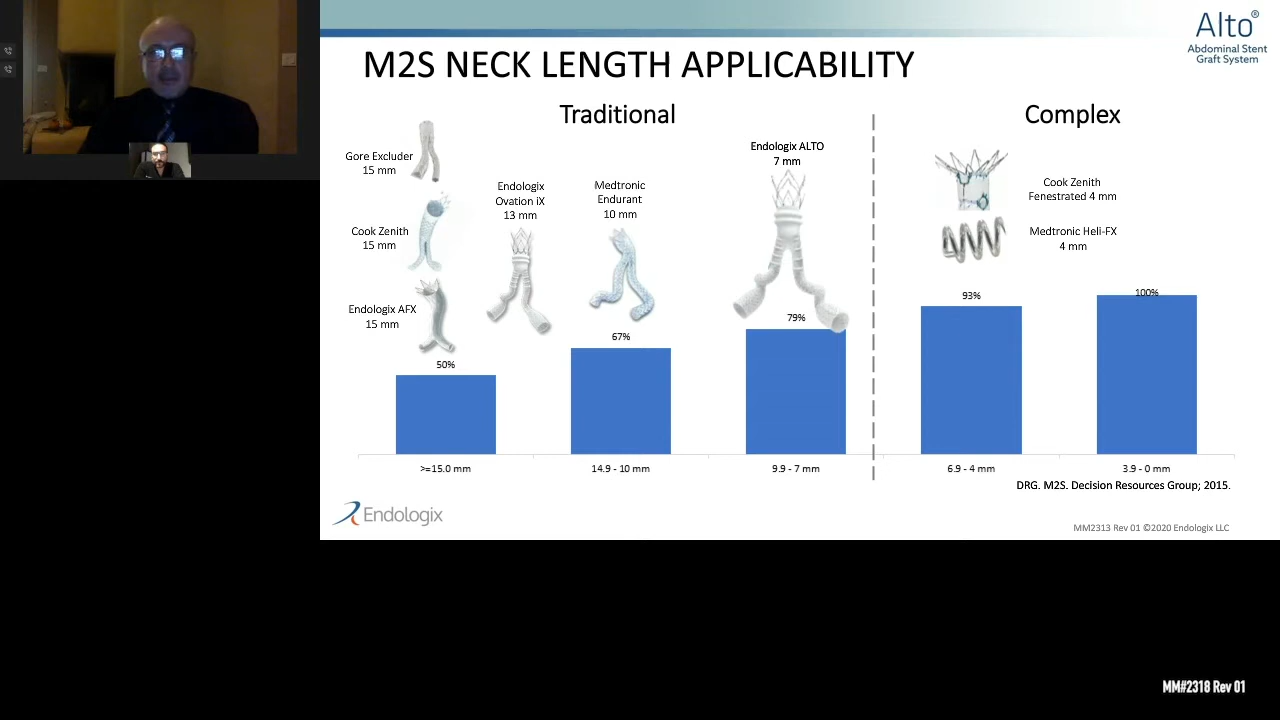 Alto®
Abdominal Stent
Graft System
M2S NECK LENGTH APPLICABILITY
Traditional
Complex
Gore Excluder
15 mm
Cook Zenith
15 mm
Endologix AFX
15 mm
Endologix
Ovation iX
13 mm
Medtronic
Endurant
10 mm
Endologix ALTO
7 mm
Cook Zenith
Fenestrated 4 mm
Medtronic Heli-FX
4 mm
50%
67%
79%
93%
100%
>=15.0 mm
14.9 - 10 mm
9.9 - 7 mm
6.9 - 4 mm
3.9 - 0 mm
DRG. M2S. Decision Resources Group; 2015.
Endologix
MM2313 Rev 01 ©2020 Endologix LLC
MM#2318 Rev 01